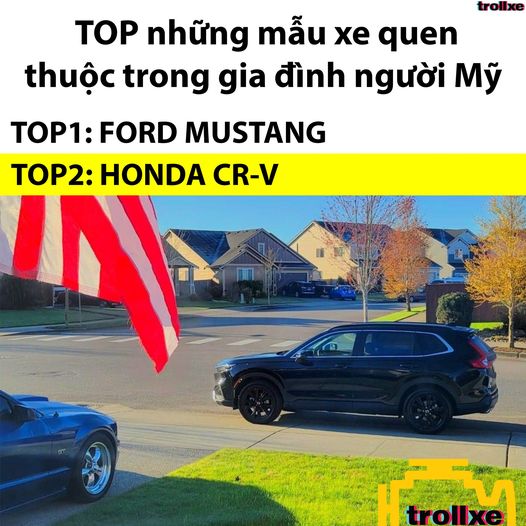 trollxe
TOP những mẫu xe quen
thuộc trong gia đình người Mỹ
TOP1: FORD MUSTANG
TOP2: HONDA CR-V
trollxe